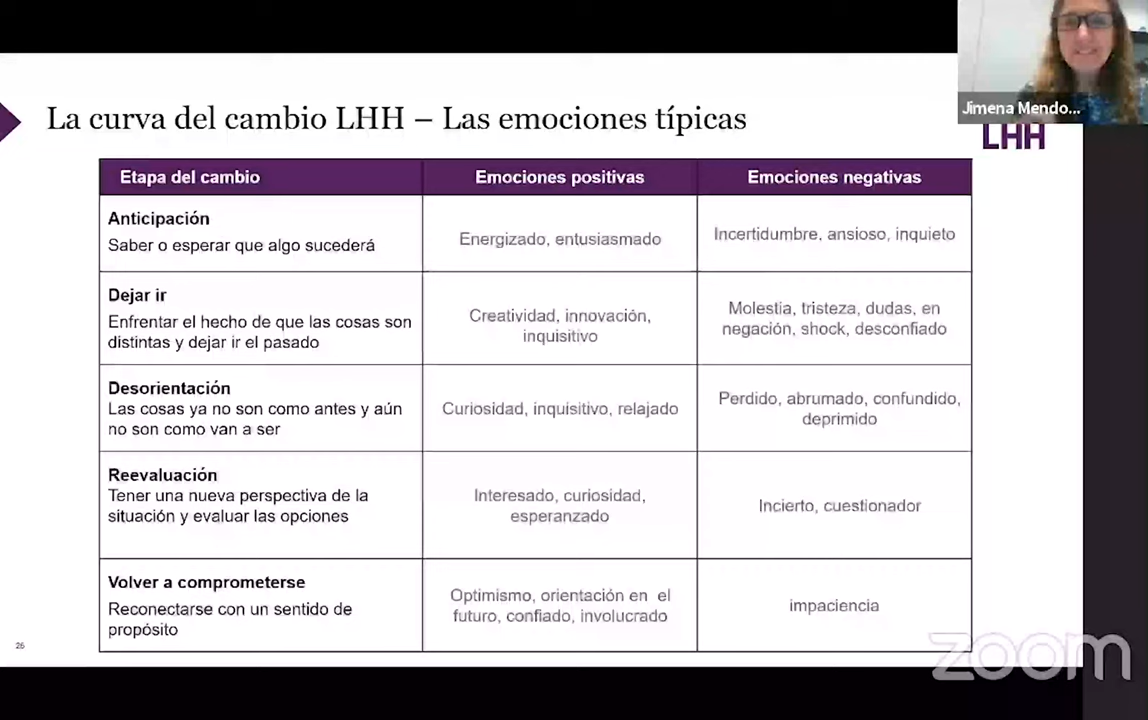 Jimena Mendo...
La curva del cambio LHH – Las emociones típicas
LHH
Etapa del cambio
Emociones positivas
Emociones negativas
Anticipación
Saber o esperar que algo sucederá
Energizado, entusiasmado
Incertidumbre, ansioso, inquieto
Dejar ir
Enfrentar el hecho de que las cosas son
distintas y dejar ir el pasado
Creatividad, innovación,
inquisitivo
Molestia, tristeza, dudas, en
negación, shock, desconfiado
Desorientación
Las cosas ya no son como antes y aún
no son como van a ser
Curiosidad, inquisitivo, relajado
Perdido, abrumado, confundido,
deprimido
Reevaluación
Tener una nueva perspectiva de la
situación y evaluar las opciones
Interesado, curiosidad,
esperanzado
Incierto, cuestionador
Volver a comprometerse
Reconectarse con un sentido de
propósito
Optimismo, orientación en el
futuro, confiado, involucrado
impaciencia
26
zoom